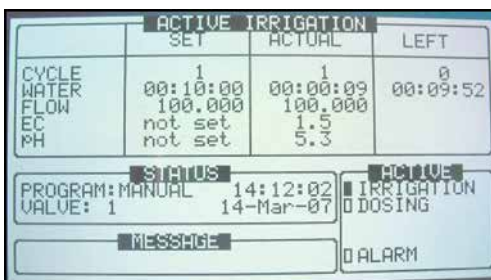 ACTIVE IRRIGATION
SET ACTUAL LEFT
CYCLE 1 1 0
WATER 00:10:00 00:00:09 00:09:52
FLOW 100.000 100.000
EC not set 1.5
pH not set 5.3
STATUS
PROGRAM:MANUAL 14:12:02
VALVE: 1 14-Mar-07
ACTIVE
IRRIGATION
DOSING
ALARM
MESSAGE